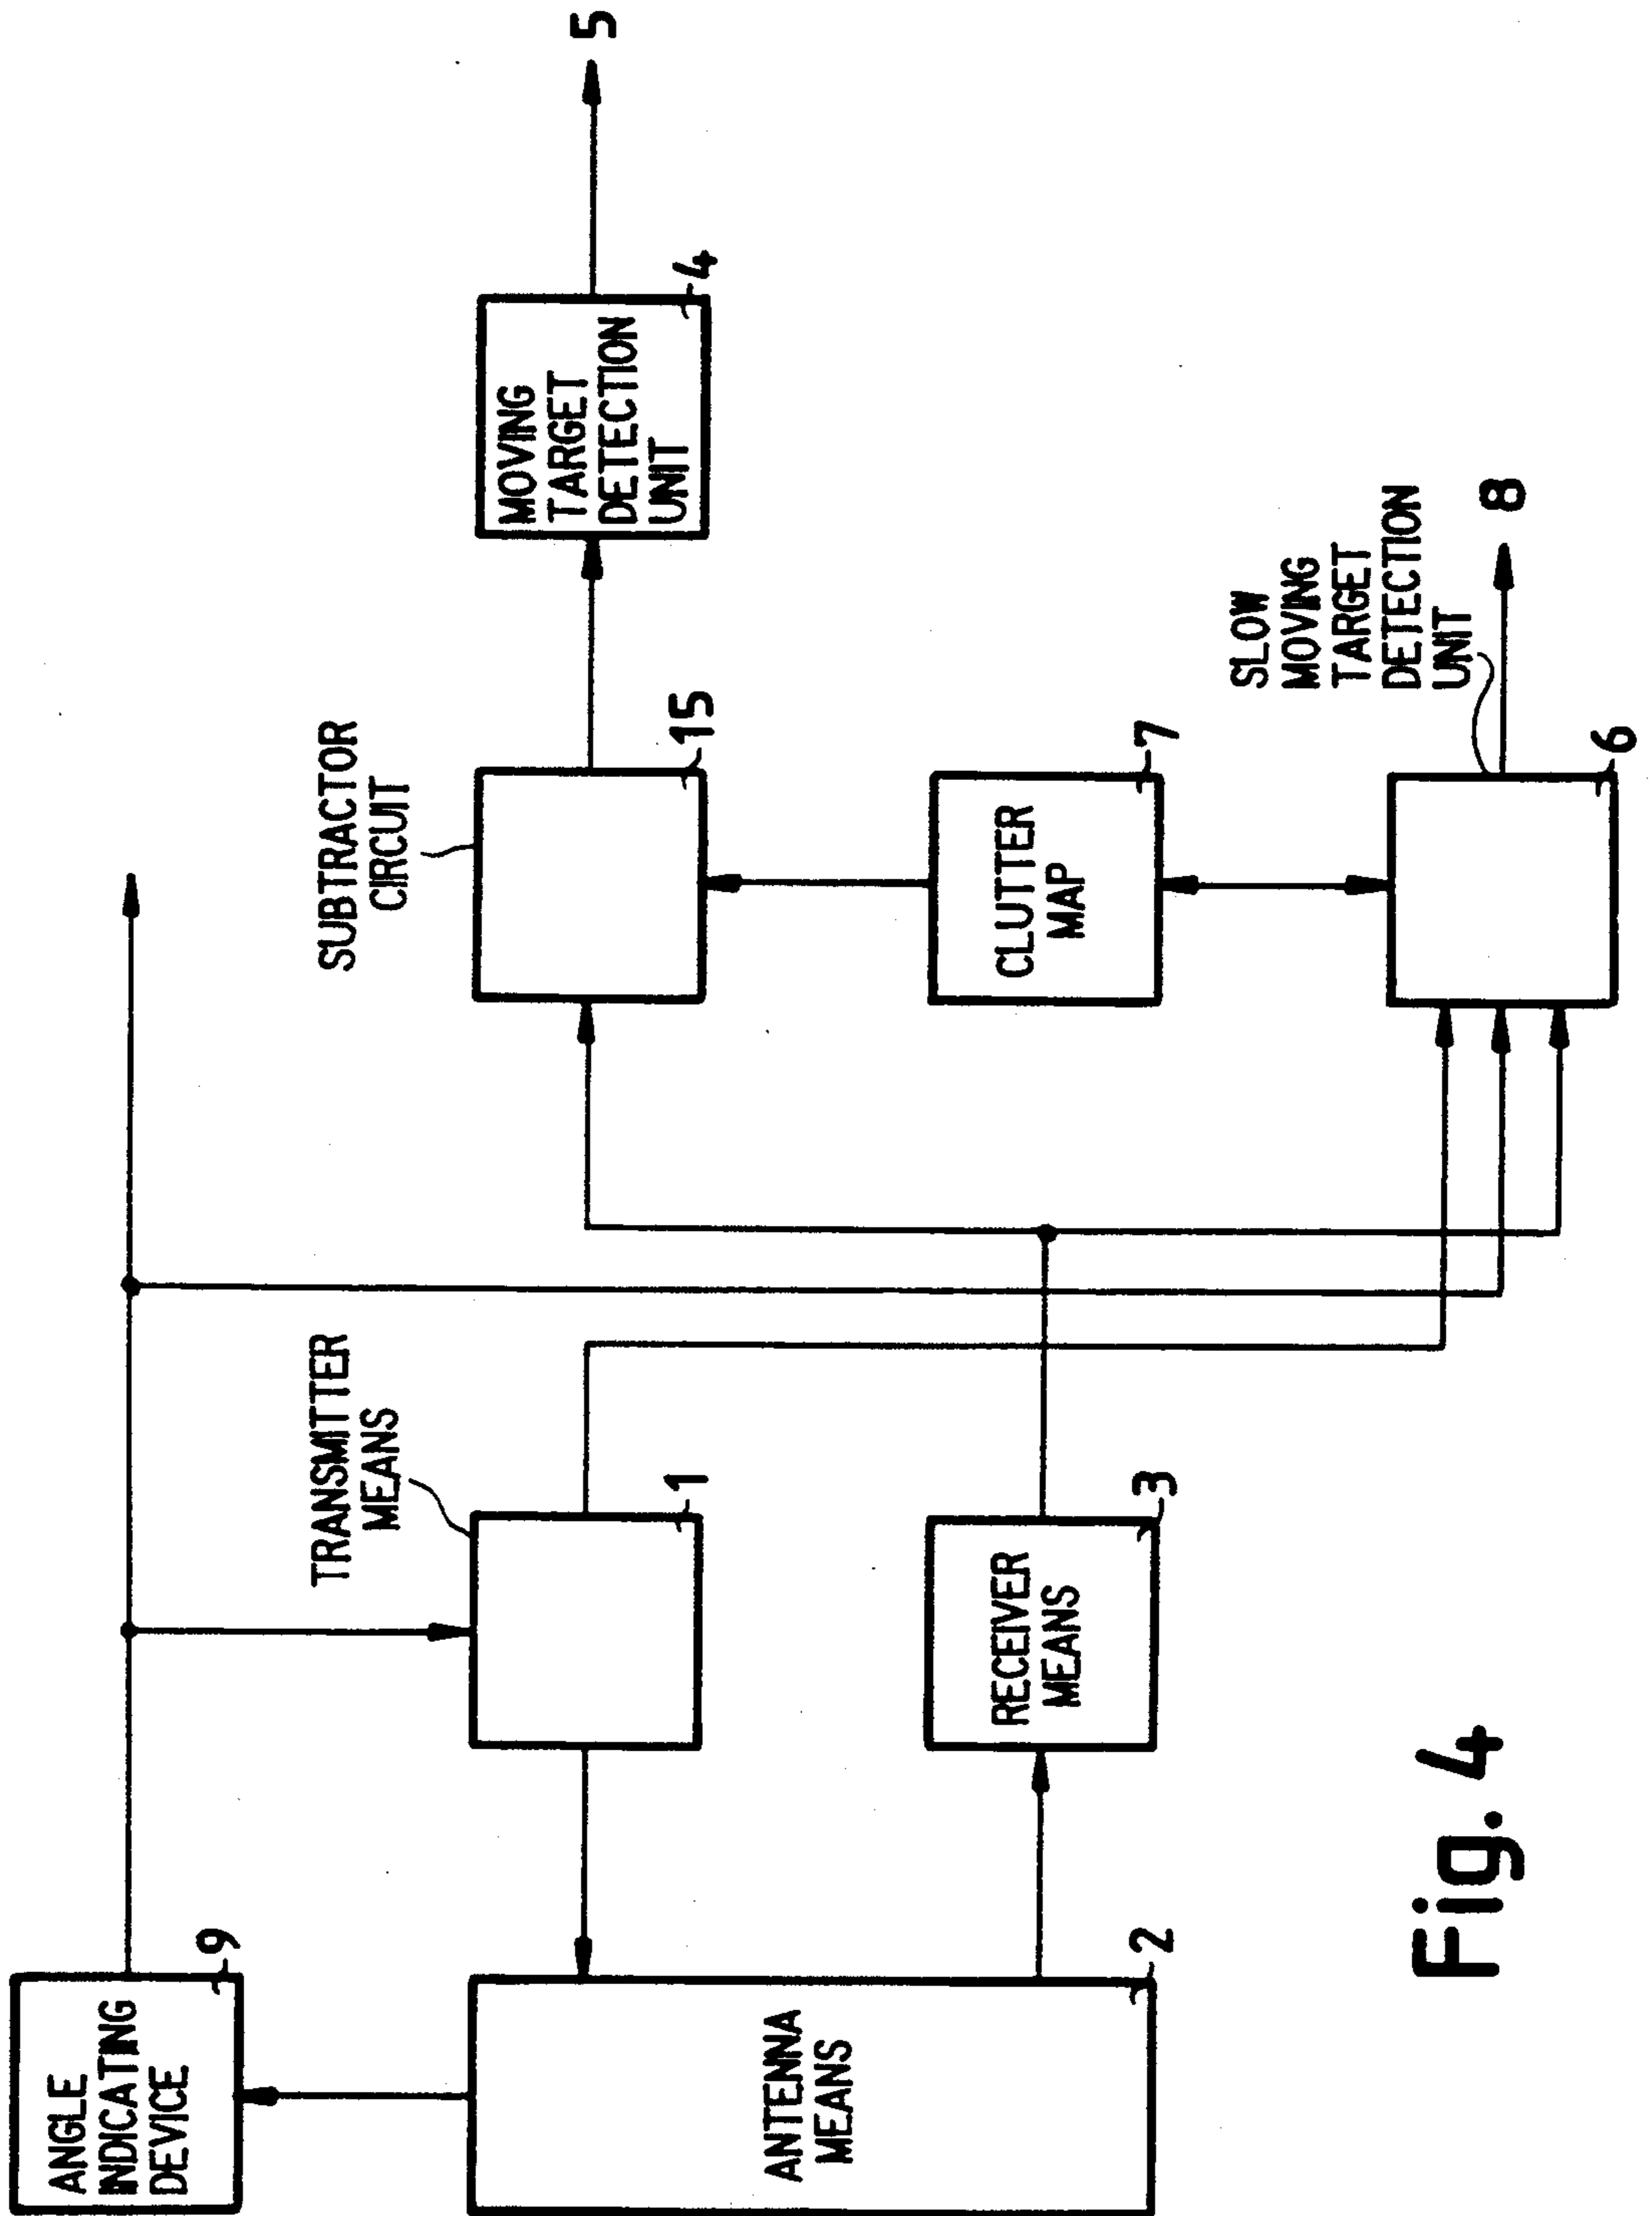 ANGLE
INDICATING
DEVICE
9
TRANSMITTER
MEANS
1
SUBTRACTOR
CIRCUIT
15
MOVING
TARGET
DETECTION
UNIT
4
5
ANTENNA
MEANS
2
RECEIVER
MEANS
3
CLUTTER
MAP
7
SLOW
MOVING
TARGET
DETECTION
UNIT
8
6
Fig. 4